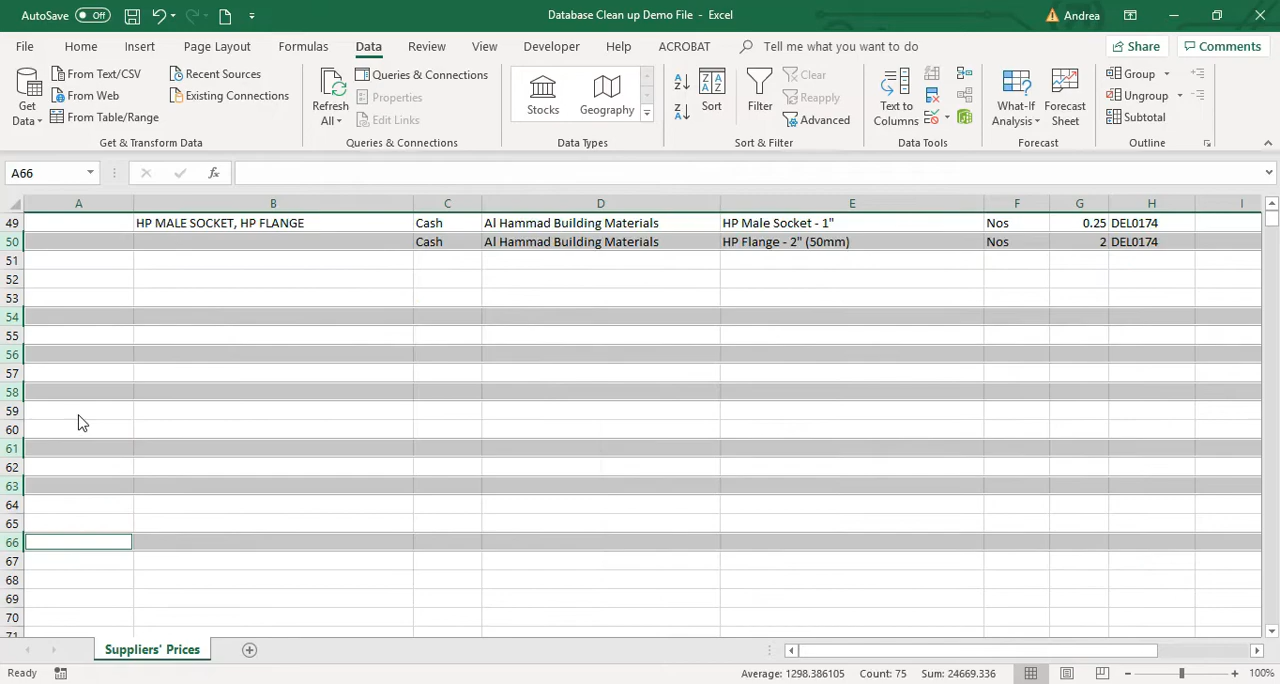 AutoSave Off Database Clean up Demo File - Excel Andrea
File Home Insert Page Layout Formulas Data Review View Developer Help ACROBAT Tell me what you want to do Share Comments
Get Data From Text/CSV From Web From Table/Range Recent Sources Existing Connections
Refresh All Queries & Connections Properties Edit Links
Stocks Geography
Sort Filter Clear Reapply Advanced
Text to Columns
What-If Analysis Forecast Sheet
Group Ungroup Subtotal
Get & Transform Data Queries & Connections Data Types Sort & Filter Data Tools Forecast Outline
A66 fx
A B C D E F G H I
49 HP MALE SOCKET, HP FLANGE Cash Al Hammad Building Materials HP Male Socket - 1" Nos 0.25 DEL0174
50 Cash Al Hammad Building Materials HP Flange - 2" (50mm) Nos 2 DEL0174
51
52
53
54
55
56
57
58
59
60
61
62
63
64
65
66
67
68
69
70
71
Suppliers' Prices
Ready Average: 1298.386105 Count: 75 Sum: 24669.336 100%